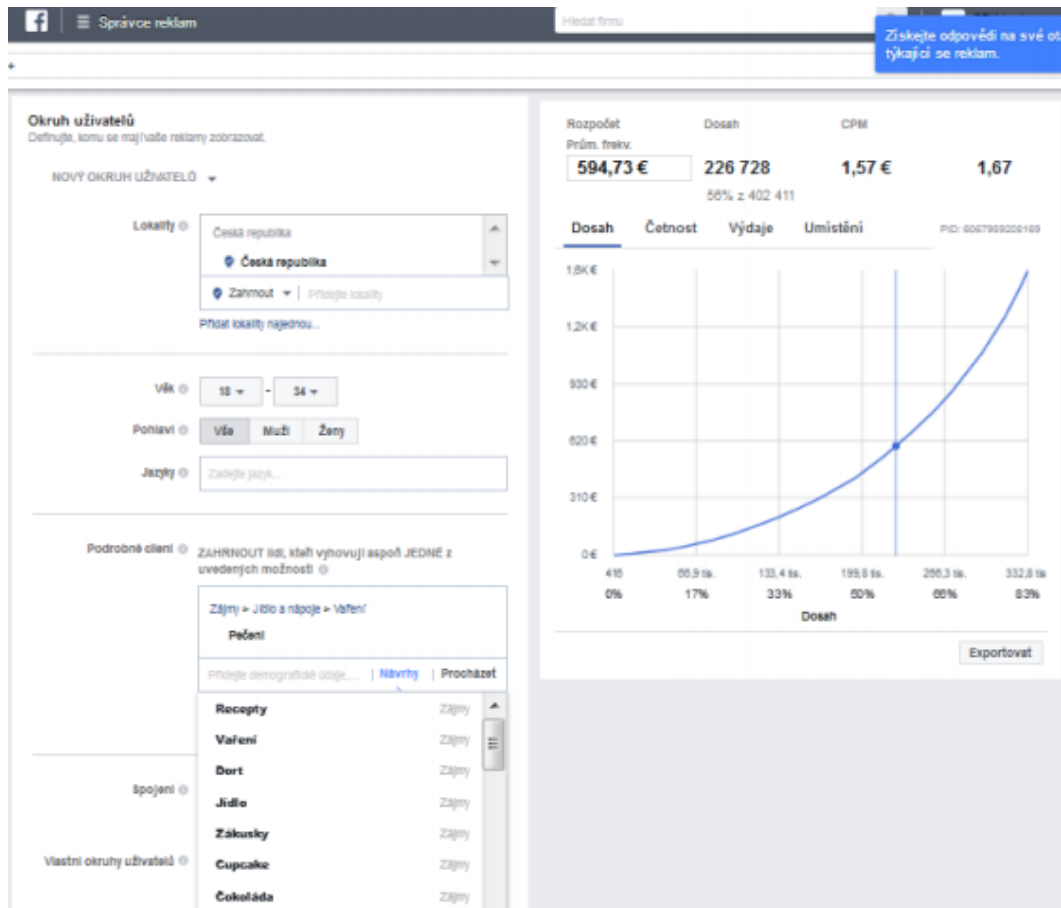 f Správce reklam
Hledat firmu
Získejte odpovědi na své ot
týkající se reklam.
+
Okruh uživatelů
Definujte, komu se mají vaše reklamy zobrazovat.
NOVÝ OKRUH UŽIVATELŮ
Lokality
Česká republika
Česká republika
Zahrnout
Přidejte lokality
Přidat lokality najednou...
Věk
18 - 34
Pohlaví
Vše Muži Ženy
Jazyky
Zadejte jazyk...
Podrobné cílení
ZAHRNOUT lidi, kteří vyhovují aspoň JEDNÉ z
uvedených možností
Zájmy > Jídlo a nápoje > Vaření
Pečení
Přidejte demografické údaje,... | Návrhy | Procházet
Recepty Zájmy
Vaření Zájmy
Dort Zájmy
Jídlo Zájmy
Zákusky Zájmy
Cupcake Zájmy
Čokoláda Zájmy
Spojení
Vlastní okruhy uživatelů
Rozpočet Dosah CPM
Prům. frekv.
594,73 € 226 728 1,57 € 1,67
56% z 402 411
Dosah Četnost Výdaje Umístění
1,2K €
930 €
620 €
310 €
0 €
416 66,9 tis. 133,4 tis. 199,8 tis. 266,3 tis. 332,8 tis
0% 17% 33% 50% 66% 83%
Dosah
Exportovat